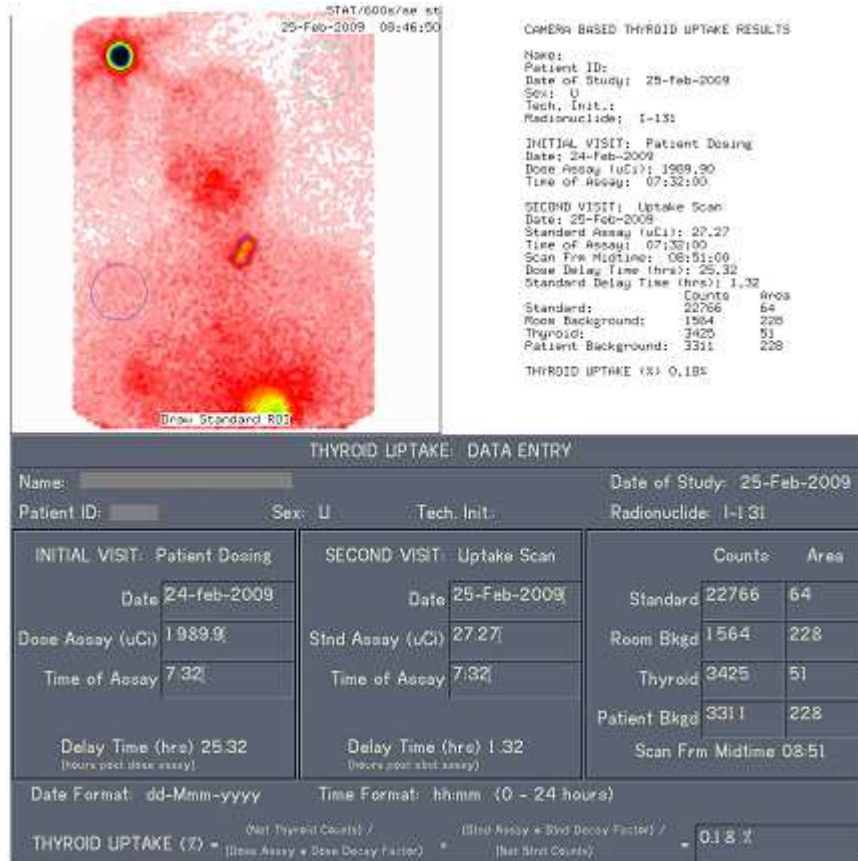 STAT/600s/se st
25-Feb-2009 08:46:50
Draw Standard ROI
CAMERA BASED THYROID UPTAKE RESULTS
Name:
Patient ID:
Date of Study: 25-Feb-2009
Sex: U
Tech. Init.:
Radionuclide: I-131
INITIAL VISIT: Patient Dosing
Date: 24-Feb-2009
Dose Assay (uCi): 1989.90
Time of Assay: 07:32:00
SECOND VISIT: Uptake Scan
Date: 25-Feb-2009
Standard Assay (uCi): 27.27
Time of Assay: 07:32:00
Scan Frm Midtime: 08:51:00
Dose Delay Time (hrs): 25.32
Standard Delay Time (hrs): 1.32
Counts Area
Standard: 22766 64
Room Background: 1564 228
Thyroid: 3425 51
Patient Background: 3311 228
THYROID UPTAKE (%) 0.18%
THYROID UPTAKE: DATA ENTRY
Name: Date of Study: 25-Feb-2009
Patient ID: Sex: U Tech. Init.: Radionuclide: I-131
INITIAL VISIT: Patient Dosing
Date 24-feb-2009
Dose Assay (uCi) 1989.9
Time of Assay 7:32
Delay Time (hrs) 25.32
(hours post dose assay)
SECOND VISIT: Uptake Scan
Date 25-Feb-2009
Stnd Assay (uCi) 27.27
Time of Assay 7:32
Delay Time (hrs) 1.32
(hours post stnd assay)
Counts Area
Standard 22766 64
Room Bkgd 1564 228
Thyroid 3425 51
Patient Bkgd 3311 228
Scan Frm Midtime 08:51
Date Format: dd-Mmm-yyyy Time Format: hh:mm (0 - 24 hours)
THYROID UPTAKE (%) = (Net Thyroid Counts) / (Dose Assay * Dose Decay Factor) * (Stnd Assay * Stnd Decay Factor) / (Net Stnd Counts) = 0.18 %